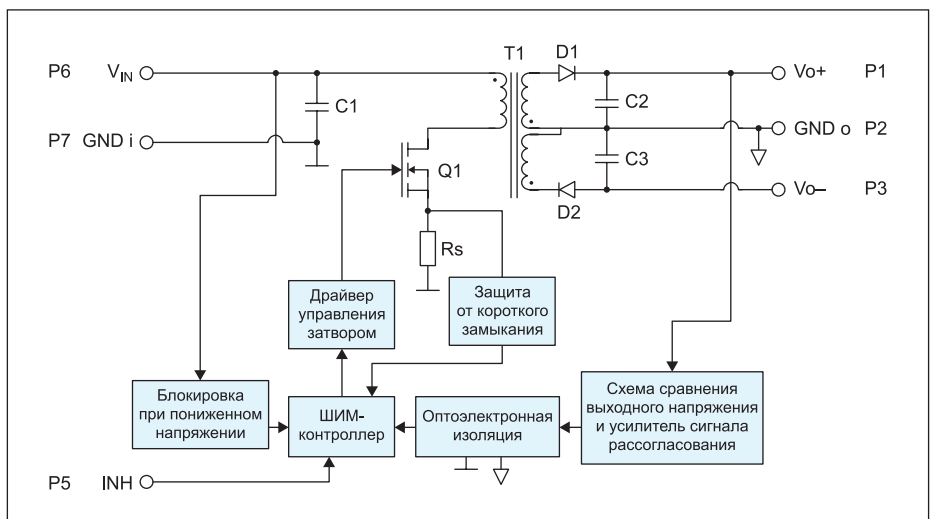 T1
D1
P6 V_IN
Vo+ P1
C1
C2
P7 GND i
GND o P2
Q1
C3
Vo– P3
D2
Rs
Драйвер
управления
затвором
Защита
от короткого
замыкания
Блокировка
при пониженном
напряжении
ШИМ-
контроллер
Оптоэлектронная
изоляция
Схема сравнения
выходного напряжения
и усилитель сигнала
рассогласования
P5 INH